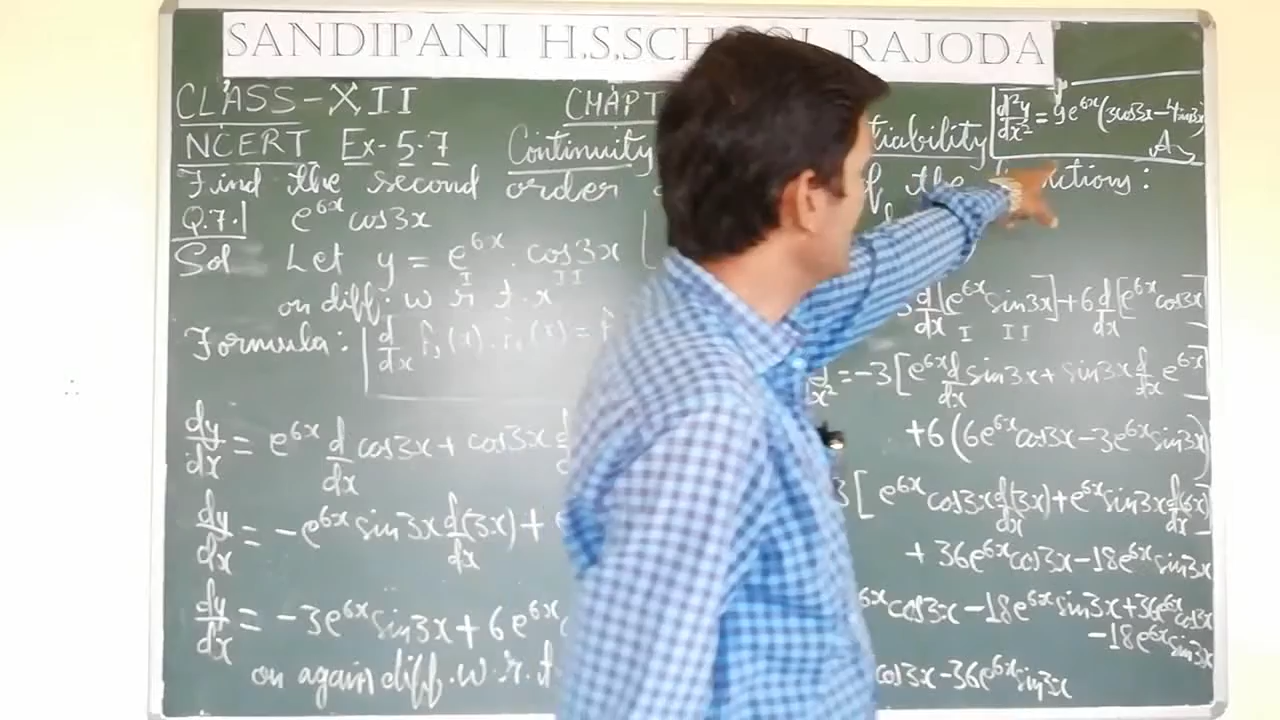 SANDIPANI H.S.SCHOOL RAJODA
CLASS-XII
CHAPT
NCERT Ex-5.7 Continuity tiability
Find the second order of the functions:
Q.7.1 e^{6x} cos3x
Sol Let y = e^{6x} . cos3x
I II
on diff. w r t. x
Formula: d/dx f₁(x).f₂(x) =
dy/dx = e^{6x} d/dx cos3x + cos3x
dy/dx = -e^{6x} sin3x d/dx(3x) +
dy/dx = -3e^{6x} sin3x + 6e^{6x}
on again diff. w.r.t
d²y/dx² = 9e^{6x}(3cos3x-4sin3x)
A
d/dx[e^{6x} sin3x] + 6 d/dx[e^{6x} cos3x]
I II
= -3[e^{6x} d/dx sin3x + sin3x d/dx e^{6x}]
+6(6e^{6x} cos3x - 3e^{6x} sin3x)
3[e^{6x} cos3x d/dx(3x) + e^{6x} sin3x d/dx(6x)]
+ 36e^{6x} cos3x - 18e^{6x} sin3x
cos3x - 18e^{6x} sin3x + 36e^{6x} cos3x
- 18e^{6x} sin3x
cos3x - 36e^{6x} sin3x